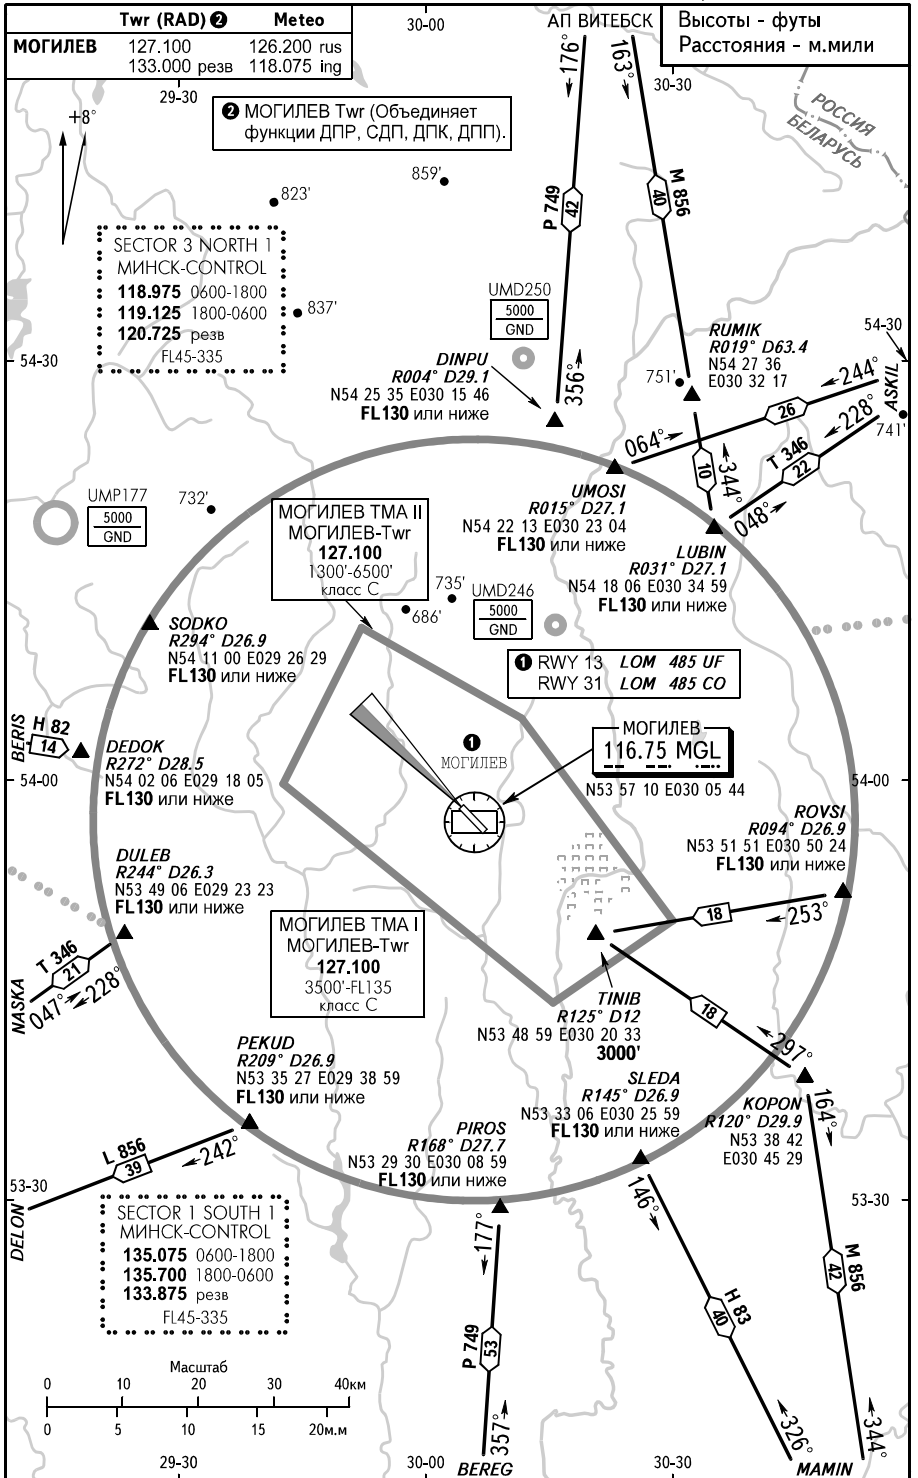 Twr (RAD) ❷ Meteo
МОГИЛЕВ 127.100 126.200 rus
133.000 резв 118.075 ing
30-00
АП ВИТЕБСК
Высоты - футы
Расстояния - м.мили
29-30
30-30
+8°
❷ МОГИЛЕВ Twr (Объединяет
функции ДПР, СДП, ДПК, ДПП).
176°
163°
РОССИЯ
БЕЛАРУСЬ
859'
823'
P 749
42
M 856
40
SECTOR 3 NORTH 1
МИНСК-CONTROL
118.975 0600-1800
119.125 1800-0600
120.725 резв
FL45-335
837'
UMD250
5000
GND
54-30
54-30
RUMIK
R019° D63.4
N54 27 36
E030 32 17
DINPU
R004° D29.1
N54 25 35 E030 15 46
FL130 или ниже
356°
751'
244°
ASKIL
26
228°
741'
064°
T 346
22
10
344°
048°
UMP177
5000
GND
732'
UMOSI
R015° D27.1
N54 22 13 E030 23 04
FL130 или ниже
МОГИЛЕВ TMA II
МОГИЛЕВ-Twr
127.100
1300'-6500'
класс C
LUBIN
R031° D27.1
N54 18 06 E030 34 59
FL130 или ниже
735'
686'
UMD246
5000
GND
SODKO
R294° D26.9
N54 11 00 E029 26 29
FL130 или ниже
❶ RWY 13 LOM 485 UF
RWY 31 LOM 485 CO
BERIS
H 82
14
DEDOK
R272° D28.5
N54 02 06 E029 18 05
FL130 или ниже
❶
МОГИЛЕВ
МОГИЛЕВ
116.75 MGL
N53 57 10 E030 05 44
54-00
54-00
ROVSI
R094° D26.9
N53 51 51 E030 50 24
FL130 или ниже
DULEB
R244° D26.3
N53 49 06 E029 23 23
FL130 или ниже
18
253°
МОГИЛЕВ TMA I
МОГИЛЕВ-Twr
127.100
3500'-FL135
класс C
T 346
21
NASKA
047°
228°
TINIB
R125° D12
N53 48 59 E030 20 33
3000'
18
297°
PEKUD
R209° D26.9
N53 35 27 E029 38 59
FL130 или ниже
SLEDA
R145° D26.9
N53 33 06 E030 25 59
FL130 или ниже
KOPON
R120° D29.9
N53 38 42
E030 45 29
164°
PIROS
R168° D27.7
N53 29 30 E030 08 59
FL130 или ниже
L 856
39
242°
DELON
53-30
146°
177°
SECTOR 1 SOUTH 1
МИНСК-CONTROL
135.075 0600-1800
135.700 1800-0600
133.875 резв
FL45-335
M 856
42
H 83
40
P 749
53
Масштаб
0 10 20 30 40км
0 5 10 15 20м.м
357°
326°
344°
29-30
30-00
BEREG
30-30
MAMIN